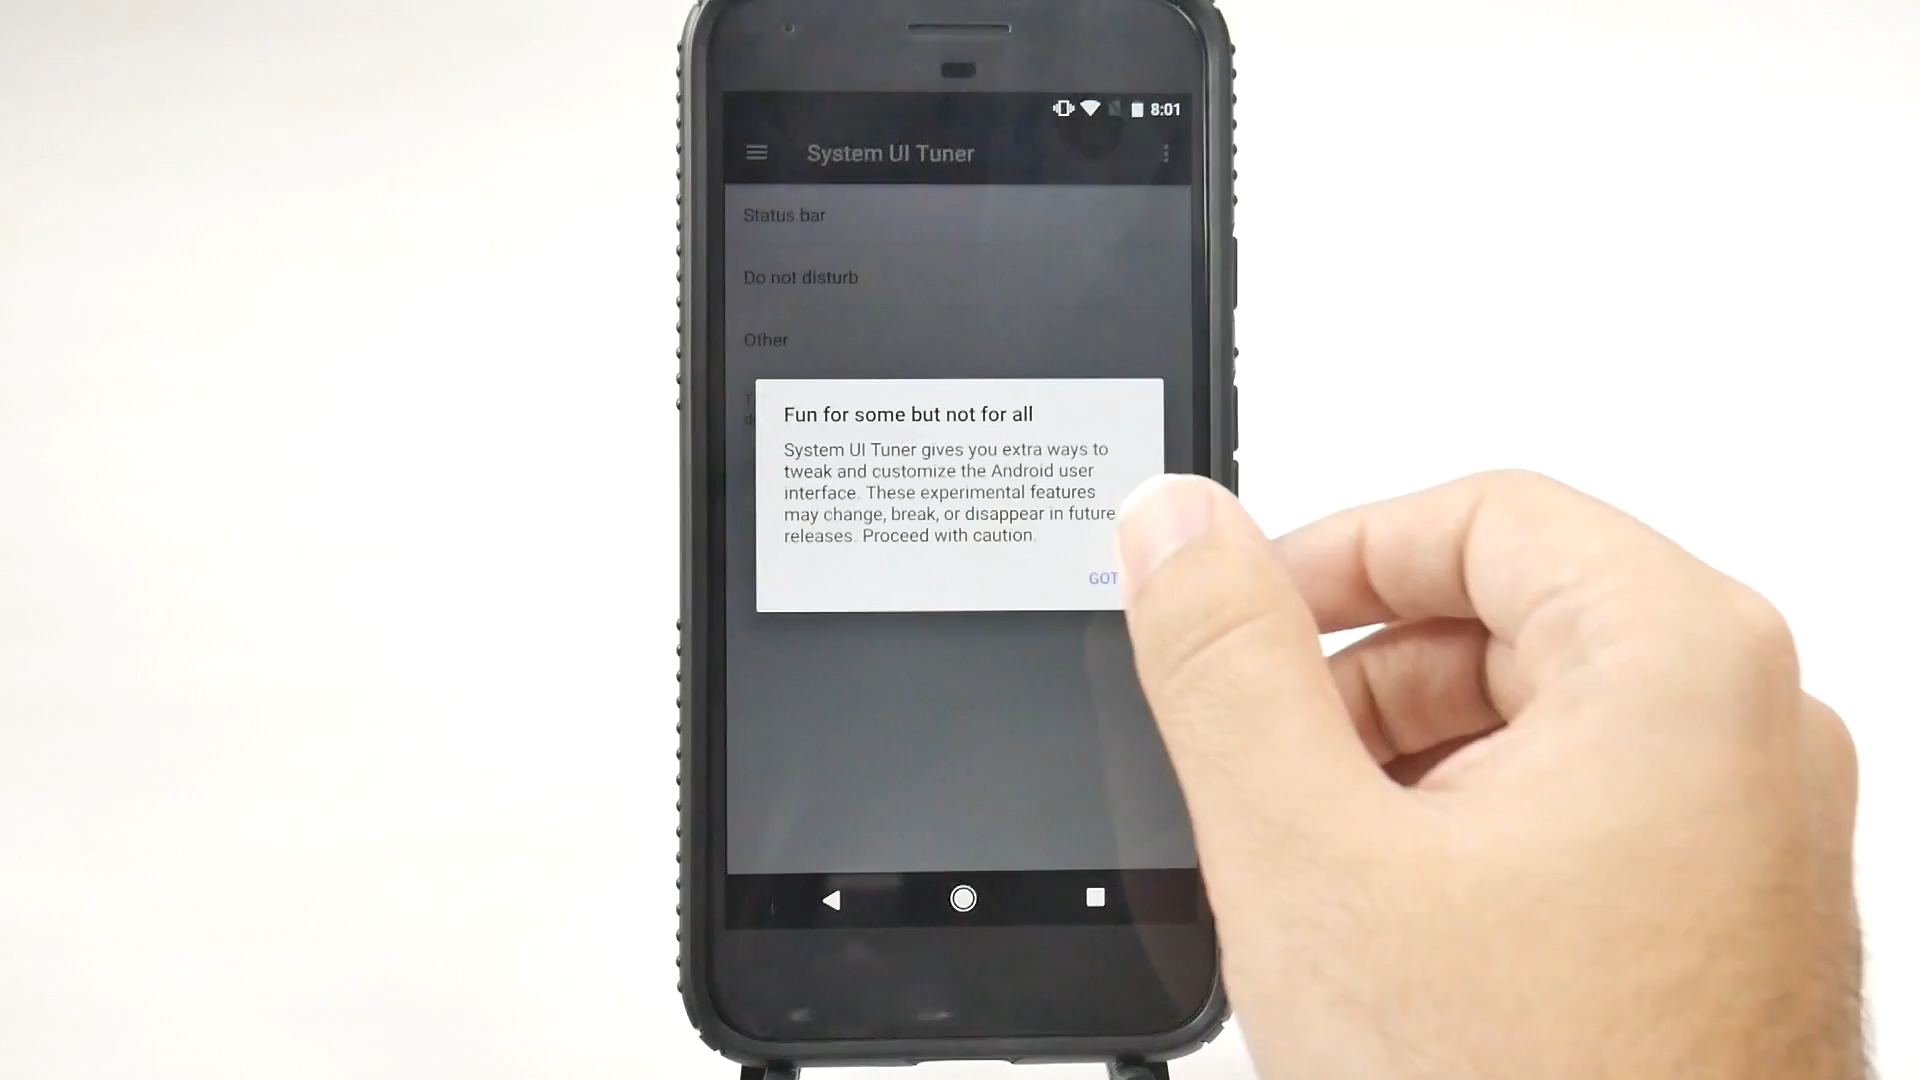 8:01
System UI Tuner
Status bar
Do not disturb
Other
Fun for some but not for all
System UI Tuner gives you extra ways to
tweak and customize the Android user
interface. These experimental features
may change, break, or disappear in future
releases. Proceed with caution.
GOT